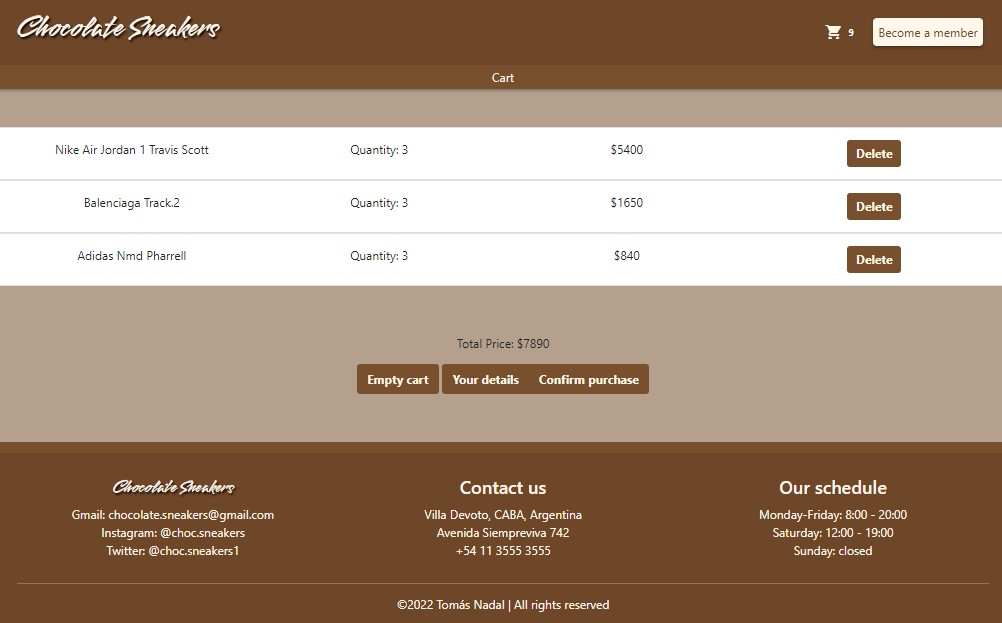 Chocolate Sneakers
9
Become a member
Cart
Nike Air Jordan 1 Travis Scott Quantity: 3 $5400 Delete
Balenciaga Track.2 Quantity: 3 $1650 Delete
Adidas Nmd Pharrell Quantity: 3 $840 Delete
Total Price: $7890
Empty cart Your details Confirm purchase
Chocolate Sneakers
Gmail: chocolate.sneakers@gmail.com
Instagram: @choc.sneakers
Twitter: @choc.sneakers1
Contact us
Villa Devoto, CABA, Argentina
Avenida Siempreviva 742
+54 11 3555 3555
Our schedule
Monday-Friday: 8:00 - 20:00
Saturday: 12:00 - 19:00
Sunday: closed
©2022 Tomás Nadal | All rights reserved